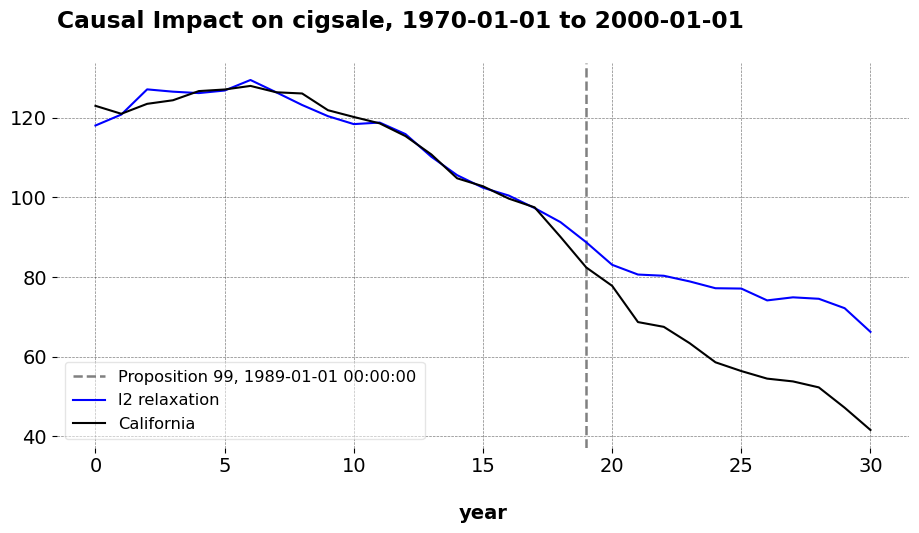 Causal Impact on cigsale, 1970-01-01 to 2000-01-01
120
100
80
60
40
Proposition 99, 1989-01-01 00:00:00
l2 relaxation
California
0 5 10 15 20 25 30
year